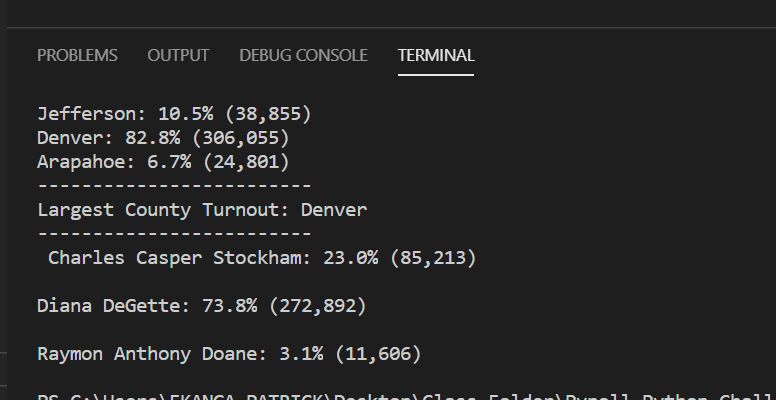 PROBLEMS OUTPUT DEBUG CONSOLE TERMINAL
Jefferson: 10.5% (38,855)
Denver: 82.8% (306,055)
Arapahoe: 6.7% (24,801)
-------------------------
Largest County Turnout: Denver
-------------------------
Charles Casper Stockham: 23.0% (85,213)
Diana DeGette: 73.8% (272,892)
Raymon Anthony Doane: 3.1% (11,606)